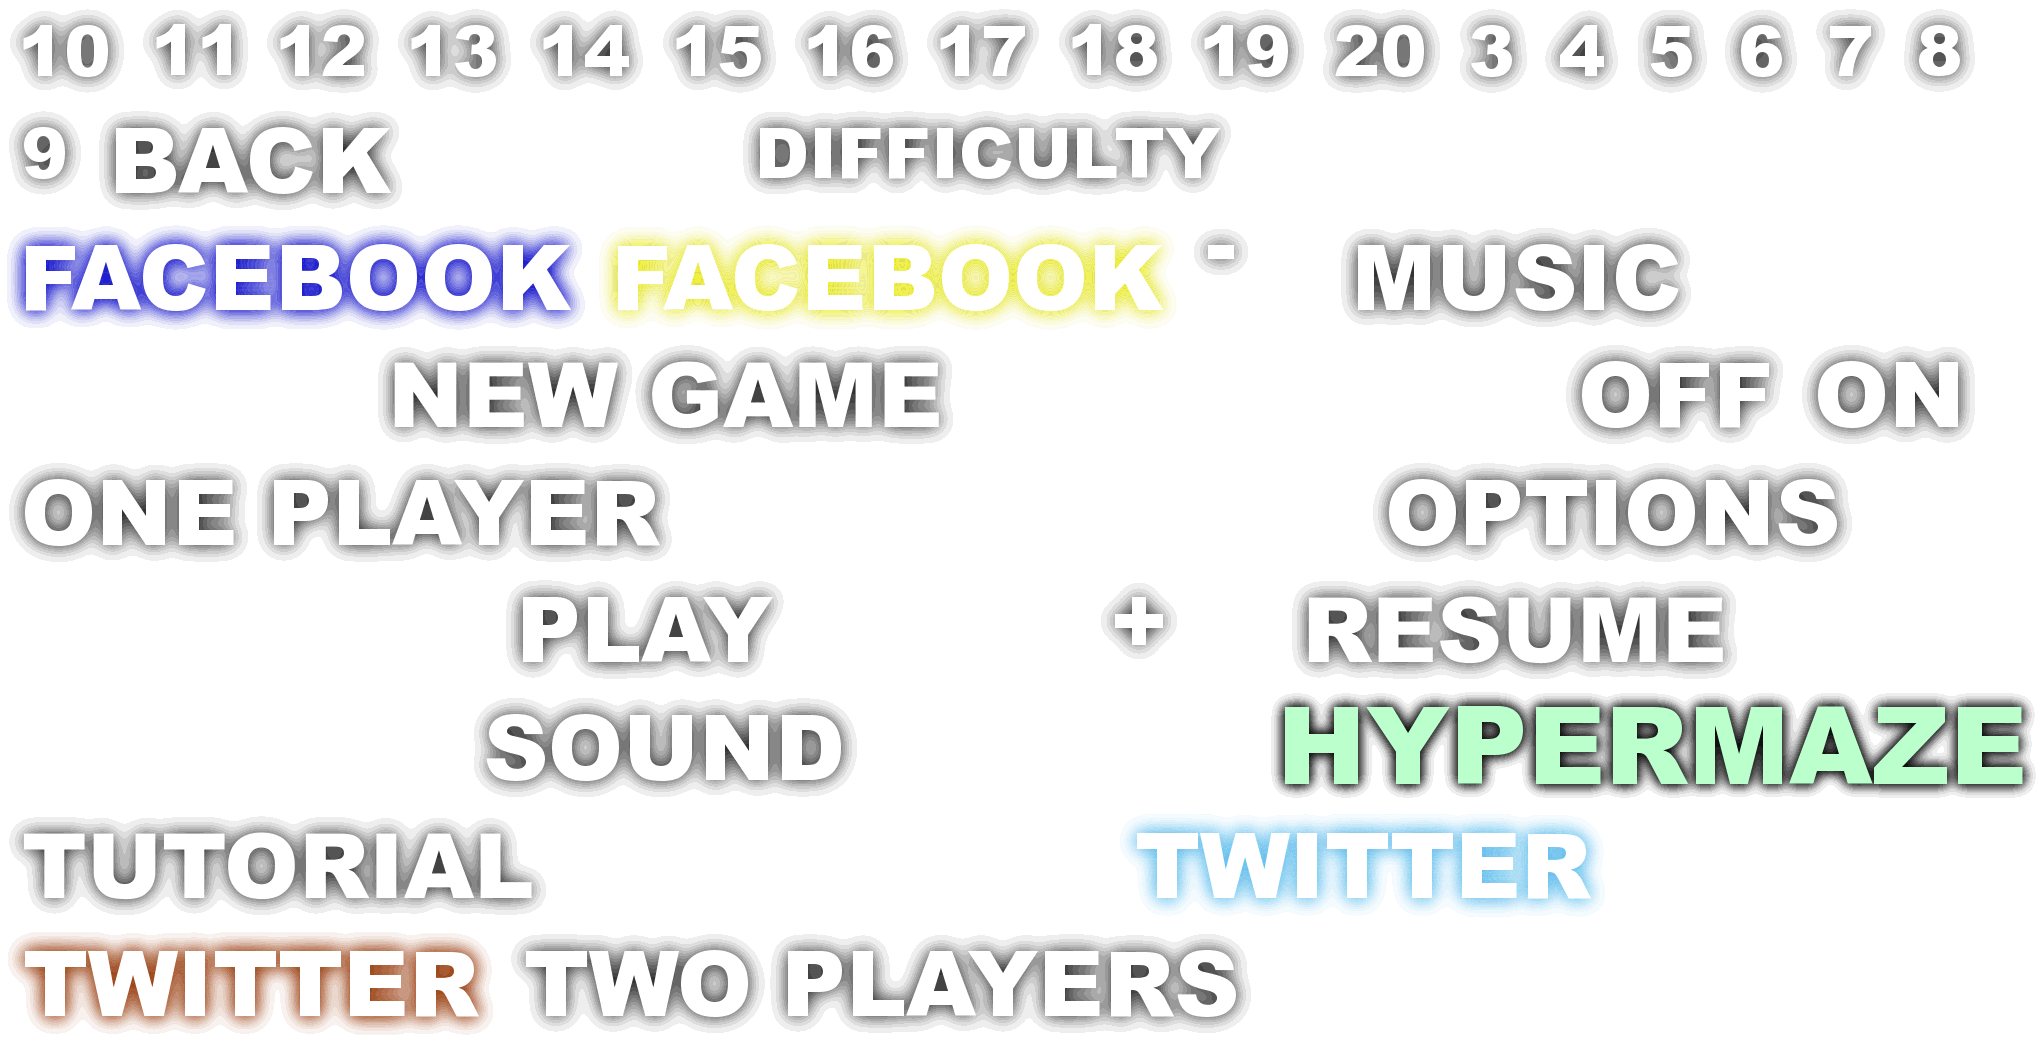 10 11 12 13 14 15 16 17 18 19 20 3 4 5 6 7 8
9 BACK DIFFICULTY
FACEBOOK FACEBOOK - MUSIC
NEW GAME OFF ON
ONE PLAYER OPTIONS
PLAY + RESUME
SOUND HYPERMAZE
TUTORIAL TWITTER
TWITTER TWO PLAYERS